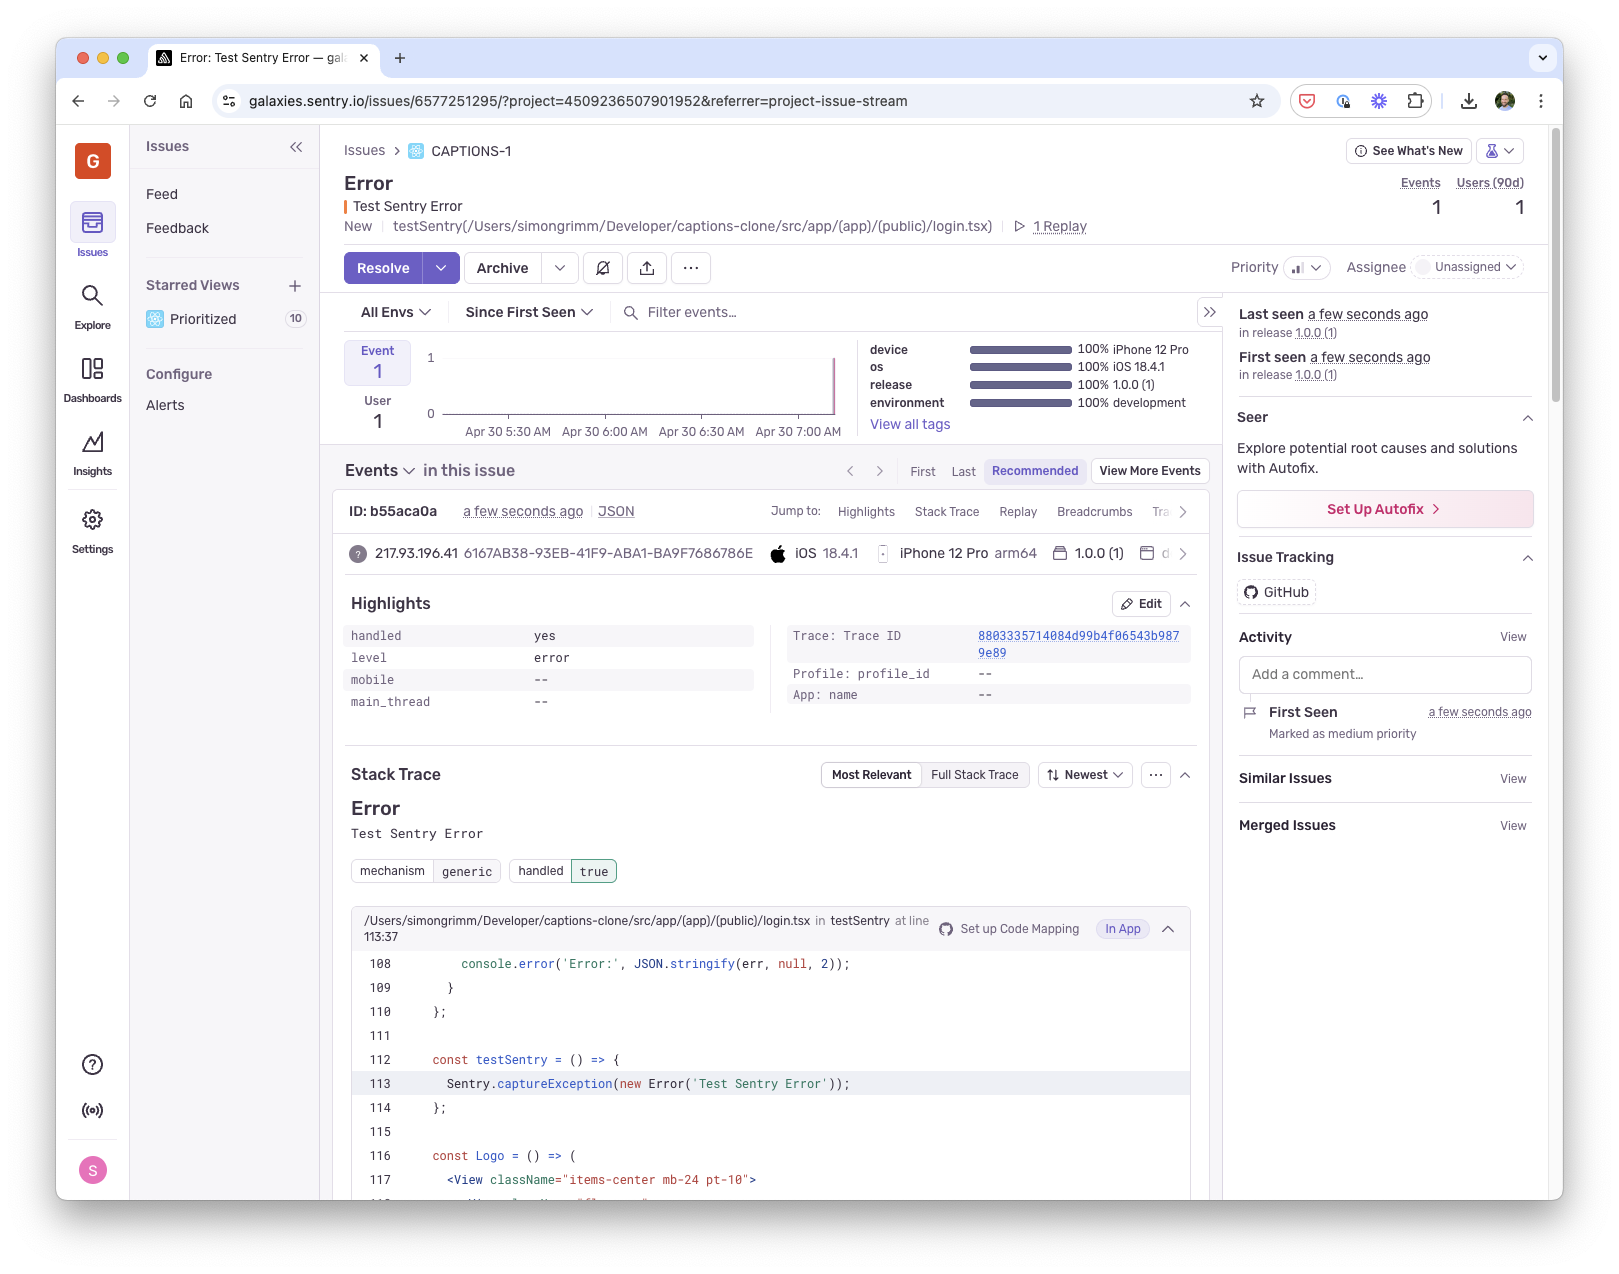 Error: Test Sentry Error — gal
galaxies.sentry.io/issues/6577251295/?project=4509236507901952&referrer=project-issue-stream
G
Issues
Explore
Dashboards
Insights
Settings
S
Issues
Feed
Feedback
Starred Views
Prioritized 10
Configure
Alerts
Issues > CAPTIONS-1
See What's New
Error
Events Users (90d)
Test Sentry Error
1 1
New testSentry(/Users/simongrimm/Developer/captions-clone/src/app/(app)/(public)/login.tsx) 1 Replay
Resolve Archive
Priority Assignee Unassigned
All Envs Since First Seen Filter events…
Event
1
User
1
1
0
Apr 30 5:30 AM Apr 30 6:00 AM Apr 30 6:30 AM Apr 30 7:00 AM
device 100% iPhone 12 Pro
os 100% iOS 18.4.1
release 100% 1.0.0 (1)
environment 100% development
View all tags
Events in this issue
First Last Recommended View More Events
ID: b55aca0a a few seconds ago JSON
Jump to: Highlights Stack Trace Replay Breadcrumbs Tra
? 217.93.196.41 6167AB38-93EB-41F9-ABA1-BA9F7686786E iOS 18.4.1 iPhone 12 Pro arm64 1.0.0 (1) d
Highlights
Edit
handled yes
level error
mobile --
main_thread --
Trace: Trace ID 8803335714084d99b4f06543b987
9e89
Profile: profile_id --
App: name --
Stack Trace
Most Relevant Full Stack Trace Newest
Error
Test Sentry Error
mechanism generic handled true
/Users/simongrimm/Developer/captions-clone/src/app/(app)/(public)/login.tsx in testSentry at line
113:37
Set up Code Mapping In App
108 console.error('Error:', JSON.stringify(err, null, 2));
109 }
110 };
111
112 const testSentry = () => {
113 Sentry.captureException(new Error('Test Sentry Error'));
114 };
115
116 const Logo = () => (
117 <View className="items-center mb-24 pt-10">
Last seen a few seconds ago
in release 1.0.0 (1)
First seen a few seconds ago
in release 1.0.0 (1)
Seer
Explore potential root causes and solutions
with Autofix.
Set Up Autofix
Issue Tracking
GitHub
Activity View
Add a comment…
First Seen a few seconds ago
Marked as medium priority
Similar Issues View
Merged Issues View